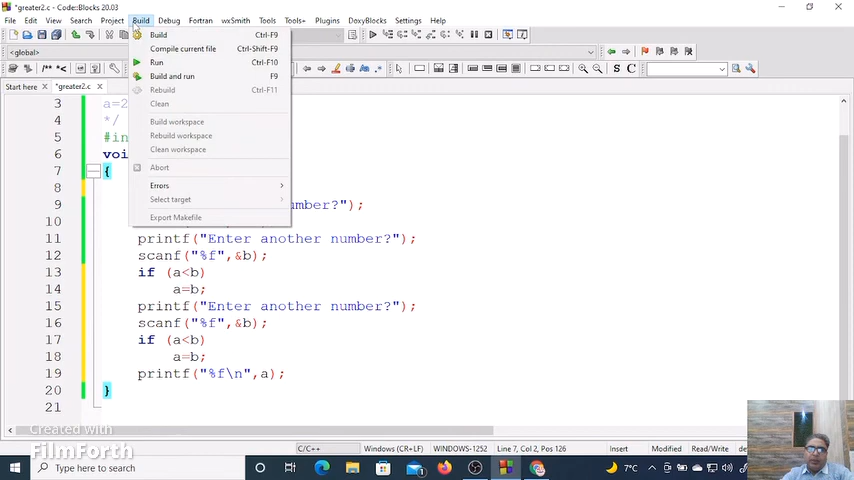 *greater2.c - Code::Blocks 20.03
File Edit View Search Project Build Debug Fortran wxSmith Tools Tools+ Plugins DoxyBlocks Settings Help
Build Ctrl-F9
Compile current file Ctrl-Shift-F9
Run Ctrl-F10
Build and run F9
Rebuild Ctrl-F11
Clean
Build workspace
Rebuild workspace
Clean workspace
Abort
Errors
Select target
Export Makefile
<global>
/** *<
S C
Start here *greater2.c
3 a=2
4 */
5 #in
6 voi
7 {
8
9 umber?");
10
11 printf("Enter another number?");
12 scanf("%f",&b);
13 if (a<b)
14 a=b;
15 printf("Enter another number?");
16 scanf("%f",&b);
17 if (a<b)
18 a=b;
19 printf("%f\n",a);
20 }
21
Created with
FilmForth
C/C++ Windows (CR+LF) WINDOWS-1252 Line 7, Col 2, Pos 126 Insert Modified Read/Write de
Type here to search
7°C